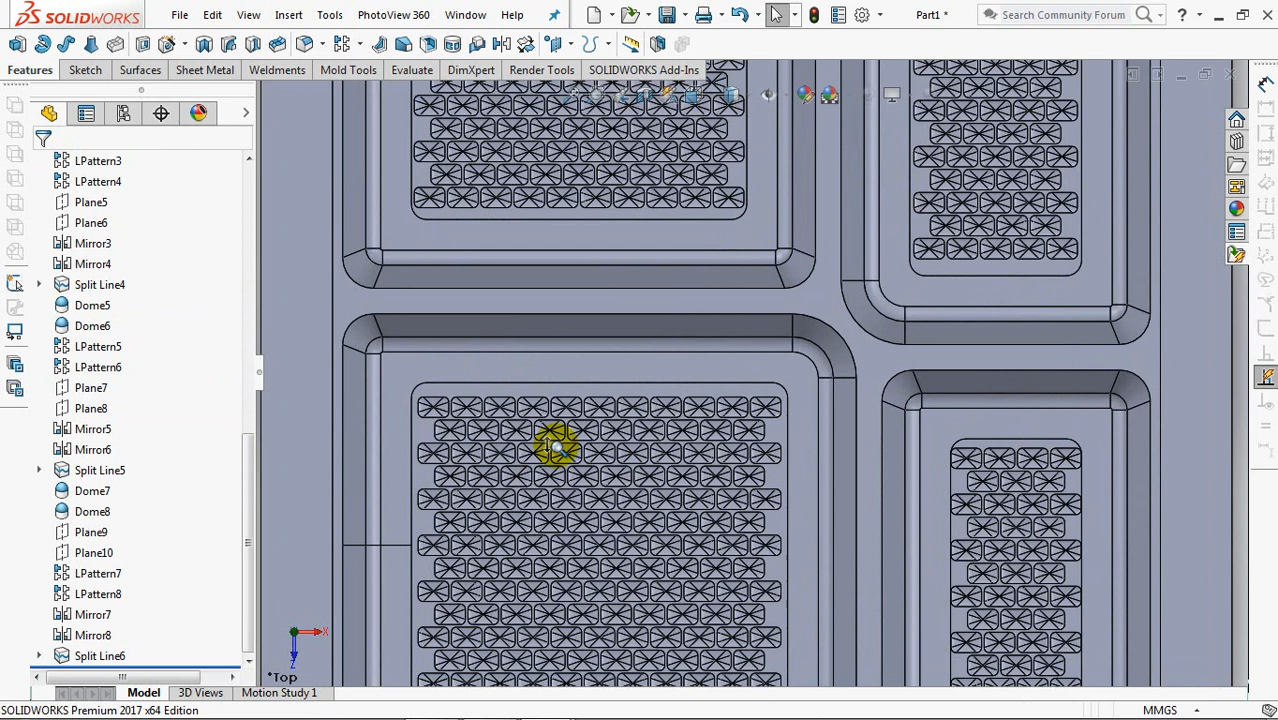 SOLIDWORKS File Edit View Insert Tools PhotoView 360 Window Help Part1 * Search Community Forum ?
Features Sketch Surfaces Sheet Metal Weldments Mold Tools Evaluate DimXpert Render Tools SOLIDWORKS Add-Ins
LPattern3
LPattern4
Plane5
Plane6
Mirror3
Mirror4
Split Line4
Dome5
Dome6
LPattern5
LPattern6
Plane7
Plane8
Mirror5
Mirror6
Split Line5
Dome7
Dome8
Plane9
Plane10
LPattern7
LPattern8
Mirror7
Mirror8
Split Line6
X
Z
*Top
Model 3D Views Motion Study 1
SOLIDWORKS Premium 2017 x64 Edition MMGS